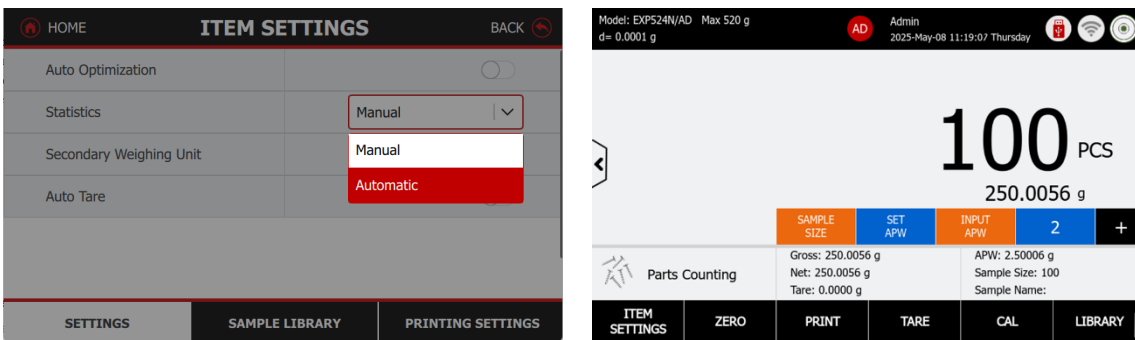 HOME
ITEM SETTINGS
BACK
Auto Optimization
Statistics
Manual
Manual
Secondary Weighing Unit
Automatic
Auto Tare
SETTINGS
SAMPLE LIBRARY
PRINTING SETTINGS
Model: EXP524N/AD Max 520 g
d= 0.0001 g
AD
Admin
2025-May-08 11:19:07 Thursday
100 PCS
250.0056 g
SAMPLE
SIZE
SET
APW
INPUT
APW
2
+
Parts Counting
Gross: 250.0056 g
Net: 250.0056 g
Tare: 0.0000 g
APW: 2.50006 g
Sample Size: 100
Sample Name:
ITEM
SETTINGS
ZERO
PRINT
TARE
CAL
LIBRARY